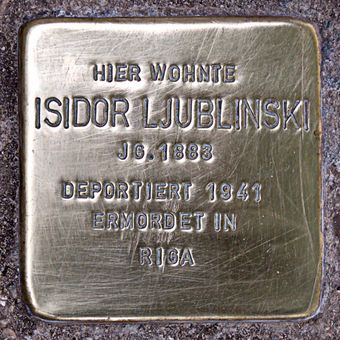 HIER WOHNTE
ISIDOR LJUBLINSKI
JG. 1883
DEPORTIERT 1941
ERMORDET IN
RIGA